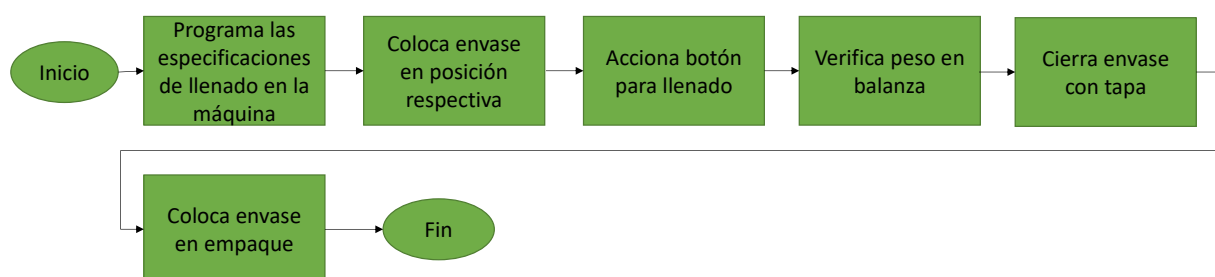 Inicio
Programa las
especificaciones
de llenado en la
máquina
Coloca envase
en posición
respectiva
Acciona botón
para llenado
Verifica peso en
balanza
Cierra envase
con tapa
Coloca envase
en empaque
Fin